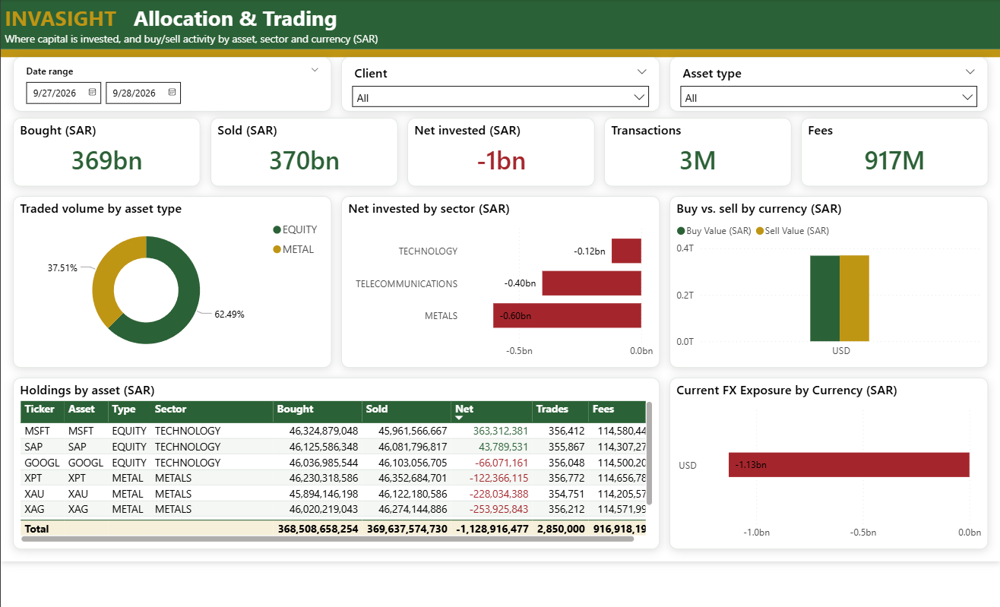 INVASIGHT Allocation & Trading
Where capital is invested, and buy/sell activity by asset, sector and currency (SAR)
Date range
9/27/2026 9/28/2026
Client
All
Asset type
All
Bought (SAR)
369bn
Sold (SAR)
370bn
Net invested (SAR)
-1bn
Transactions
3M
Fees
917M
Traded volume by asset type
EQUITY
METAL
37.51%
62.49%
Net invested by sector (SAR)
TECHNOLOGY -0.12bn
TELECOMMUNICATIONS -0.40bn
METALS -0.60bn
-0.5bn 0.0bn
Buy vs. sell by currency (SAR)
Buy Value (SAR) Sell Value (SAR)
0.4T
0.2T
0.0T
USD
Holdings by asset (SAR)
Ticker Asset Type Sector Bought Sold Net Trades Fees
MSFT MSFT EQUITY TECHNOLOGY 46,324,879,048 45,961,566,667 363,312,381 356,412 114,580,44
SAP SAP EQUITY TECHNOLOGY 46,125,586,348 46,081,796,817 43,789,531 355,867 114,307,27
GOOGL GOOGL EQUITY TECHNOLOGY 46,036,985,544 46,103,056,705 -66,071,161 356,048 114,500,20
XPT XPT METAL METALS 46,230,318,586 46,352,684,701 -122,366,115 356,772 114,656,78
XAU XAU METAL METALS 45,894,146,198 46,122,180,586 -228,034,388 354,751 114,205,57
XAG XAG METAL METALS 46,020,219,043 46,274,144,886 -253,925,843 356,212 114,571,99
Total 368,508,658,254 369,637,574,730 -1,128,916,477 2,850,000 916,918,19
Current FX Exposure by Currency (SAR)
USD -1.13bn
-1.0bn -0.5bn 0.0bn